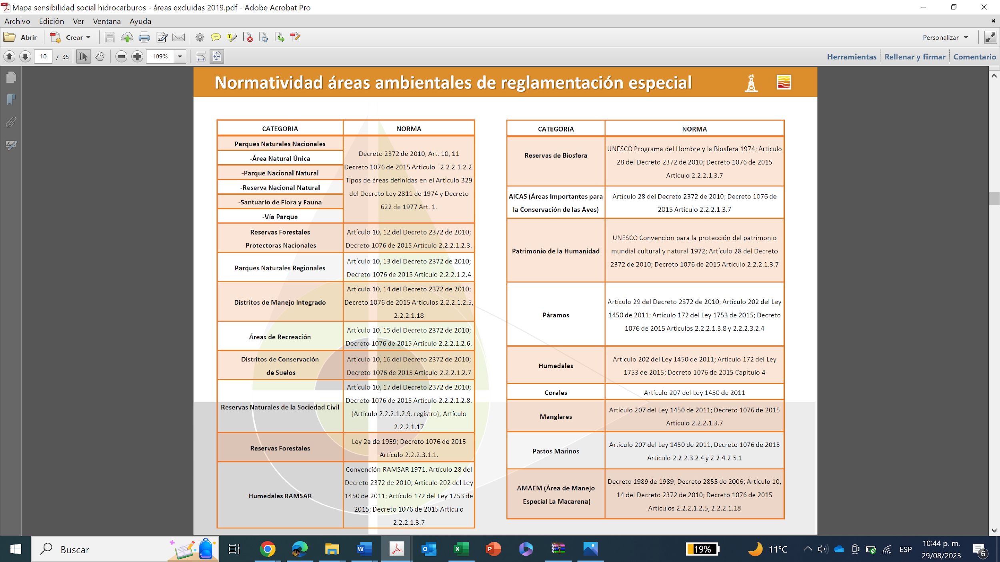 Mapa sensibilidad social hidrocarburos - áreas excluidas 2019.pdf - Adobe Acrobat Pro
Archivo Edición Ver Ventana Ayuda
Abrir Crear Personalizar
10 / 35 109% Herramientas Rellenar y firmar Comentario
Normatividad áreas ambientales de reglamentación especial
CATEGORIA NORMA
Parques Naturales Nacionales
-Área Natural Única
-Parque Nacional Natural
-Reserva Nacional Natural
-Santuario de Flora y Fauna
-Vía Parque
Decreto 2372 de 2010, Art. 10, 11
Decreto 1076 de 2015 Artículo 2.2.2.1.2.2.
Tipos de áreas definidas en el Artículo 329
del Decreto Ley 2811 de 1974 y Decreto
622 de 1977 Art. 1.
Reservas Forestales
Protectoras Nacionales
Artículo 10, 12 del Decreto 2372 de 2010;
Decreto 1076 de 2015 Artículo 2.2.2.1.2.3.
Parques Naturales Regionales
Artículo 10, 13 del Decreto 2372 de 2010;
Decreto 1076 de 2015 Artículo 2.2.2.1.2.4
Distritos de Manejo Integrado
Artículo 10, 14 del Decreto 2372 de 2010;
Decreto 1076 de 2015 Artículos 2.2.2.1.2.5,
2.2.2.1.18
Áreas de Recreación
Artículo 10, 15 del Decreto 2372 de 2010;
Decreto 1076 de 2015 Artículo 2.2.2.1.2.6.
Distritos de Conservación
de Suelos
Artículo 10, 16 del Decreto 2372 de 2010;
Decreto 1076 de 2015 Artículo 2.2.2.1.2.7
Reservas Naturales de la Sociedad Civil
Artículo 10, 17 del Decreto 2372 de 2010;
Decreto 1076 de 2015 Artículo 2.2.2.1.2.8.
(Artículo 2.2.2.1.2.9. registro); Artículo
2.2.2.1.17
Reservas Forestales
Ley 2a de 1959; Decreto 1076 de 2015
Artículo 2.2.2.3.1.1.
Humedales RAMSAR
Convención RAMSAR 1971, Artículo 28 del
Decreto 2372 de 2010; Artículo 202 del Ley
1450 de 2011; Artículo 172 del Ley 1753 de
2015; Decreto 1076 de 2015 Artículo
2.2.2.1.3.7
CATEGORIA NORMA
Reservas de Biosfera
UNESCO Programa del Hombre y la Biosfera 1974; Artículo
28 del Decreto 2372 de 2010; Decreto 1076 de 2015
Artículo 2.2.2.1.3.7
AICAS (Áreas Importantes para
la Conservación de las Aves)
Artículo 28 del Decreto 2372 de 2010; Decreto 1076 de
2015 Artículo 2.2.2.1.3.7
Patrimonio de la Humanidad
UNESCO Convención para la protección del patrimonio
mundial cultural y natural 1972; Artículo 28 del Decreto
2372 de 2010; Decreto 1076 de 2015 Artículo 2.2.2.1.3.7
Páramos
Artículo 29 del Decreto 2372 de 2010; Artículo 202 del Ley
1450 de 2011; Artículo 172 del Ley 1753 de 2015; Decreto
1076 de 2015 Artículos 2.2.2.1.3.8 y 2.2.2.3.2.4
Humedales
Artículo 202 del Ley 1450 de 2011; Artículo 172 del Ley
1753 de 2015; Decreto 1076 de 2015 Capítulo 4
Corales
Artículo 207 del Ley 1450 de 2011
Manglares
Artículo 207 del Ley 1450 de 2011; Decreto 1076 de 2015
Artículo 2.2.2.1.3.7
Pastos Marinos
Artículo 207 del Ley 1450 de 2011, Decreto 1076 de 2015
Artículo 2.2.2.3.2.4 y 2.2.4.2.5.1
AMAEM (Área de Manejo
Especial La Macarena)
Decreto 1989 de 1989; Decreto 2855 de 2006; Artículo 10,
14 del Decreto 2372 de 2010; Decreto 1076 de 2015
Artículos 2.2.2.1.2.5, 2.2.2.1.18
Buscar
19%
11°C
ESP
10:44 p. m.
29/08/2023
6